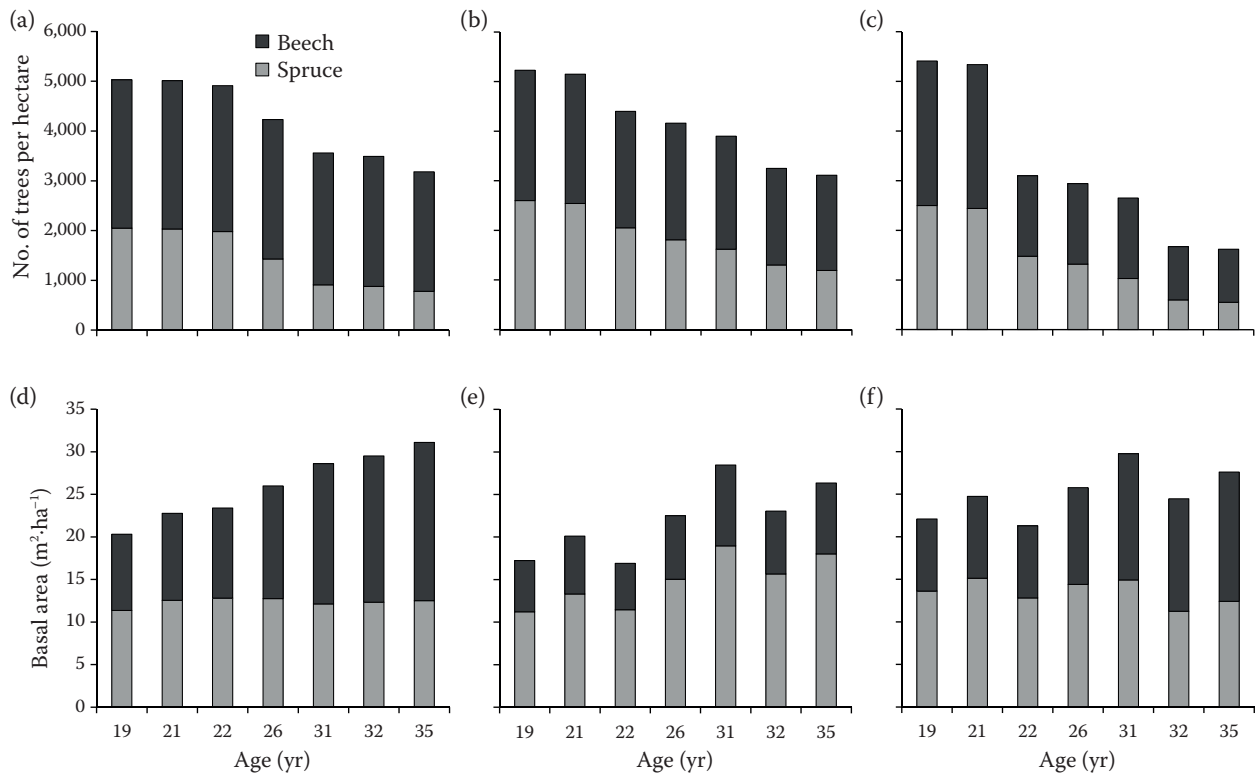 (a)
(b)
(c)
6,000
5,000
4,000
3,000
2,000
1,000
0
No. of trees per hectare
Beech
Spruce
(d)
(e)
(f)
35
30
25
20
15
10
5
0
Basal area (m²·ha⁻¹)
19 21 22 26 31 32 35
19 21 22 26 31 32 35
19 21 22 26 31 32 35
Age (yr)
Age (yr)
Age (yr)